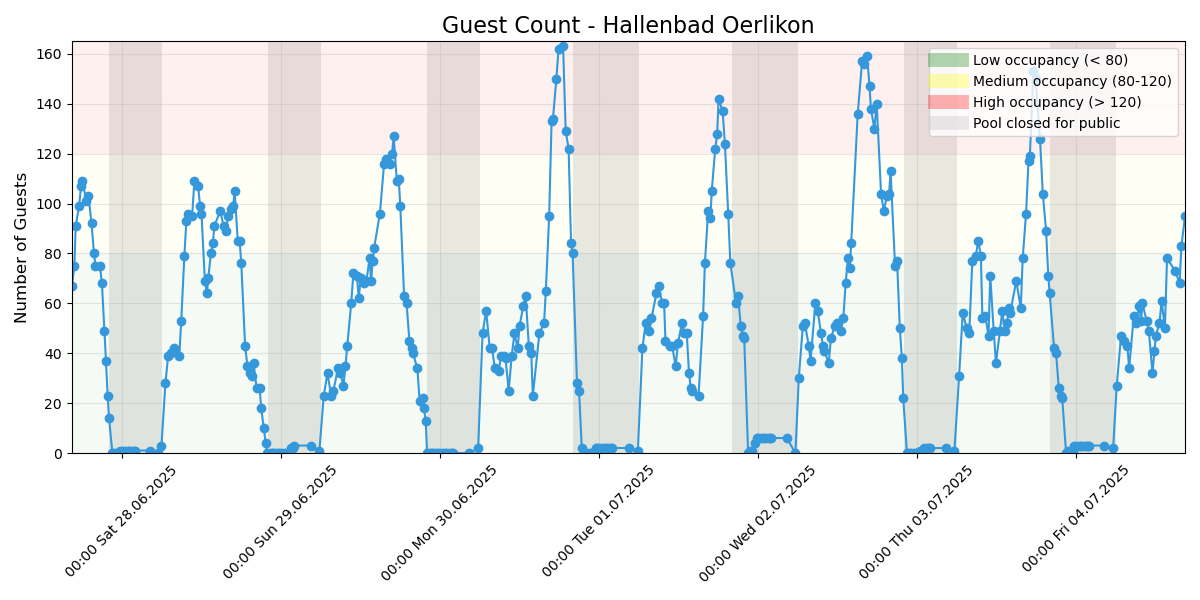 Guest Count - Hallenbad Oerlikon
Number of Guests
160
140
120
100
80
60
40
20
0
Low occupancy (< 80)
Medium occupancy (80-120)
High occupancy (> 120)
Pool closed for public
00:00 Sat 28.06.2025
00:00 Sun 29.06.2025
00:00 Mon 30.06.2025
00:00 Tue 01.07.2025
00:00 Wed 02.07.2025
00:00 Thu 03.07.2025
00:00 Fri 04.07.2025